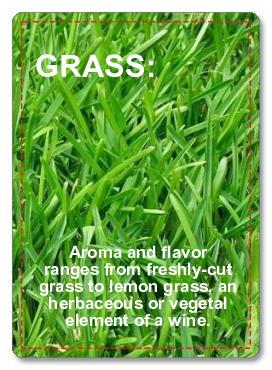 GRASS:
Aroma and flavor
ranges from freshly-cut
grass to lemon grass, an
herbaceous or vegetal
element of a wine.